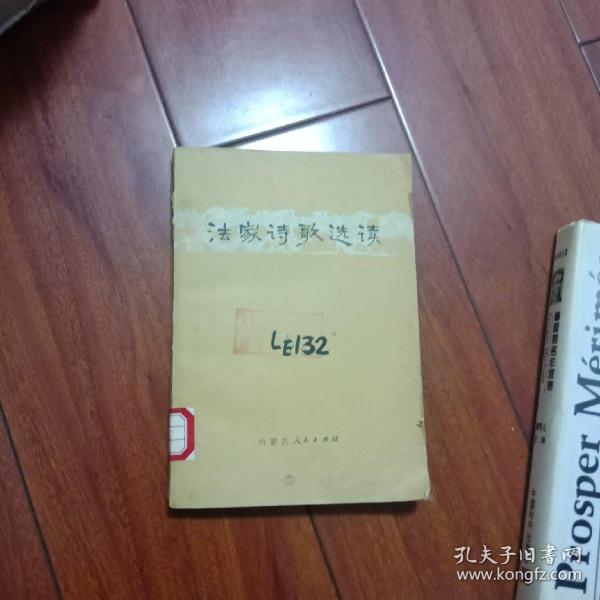 法家诗歌选读
LE132
内蒙古人民出版社
Prosper Mérimé
孔夫子旧书网
www.kongfz.com